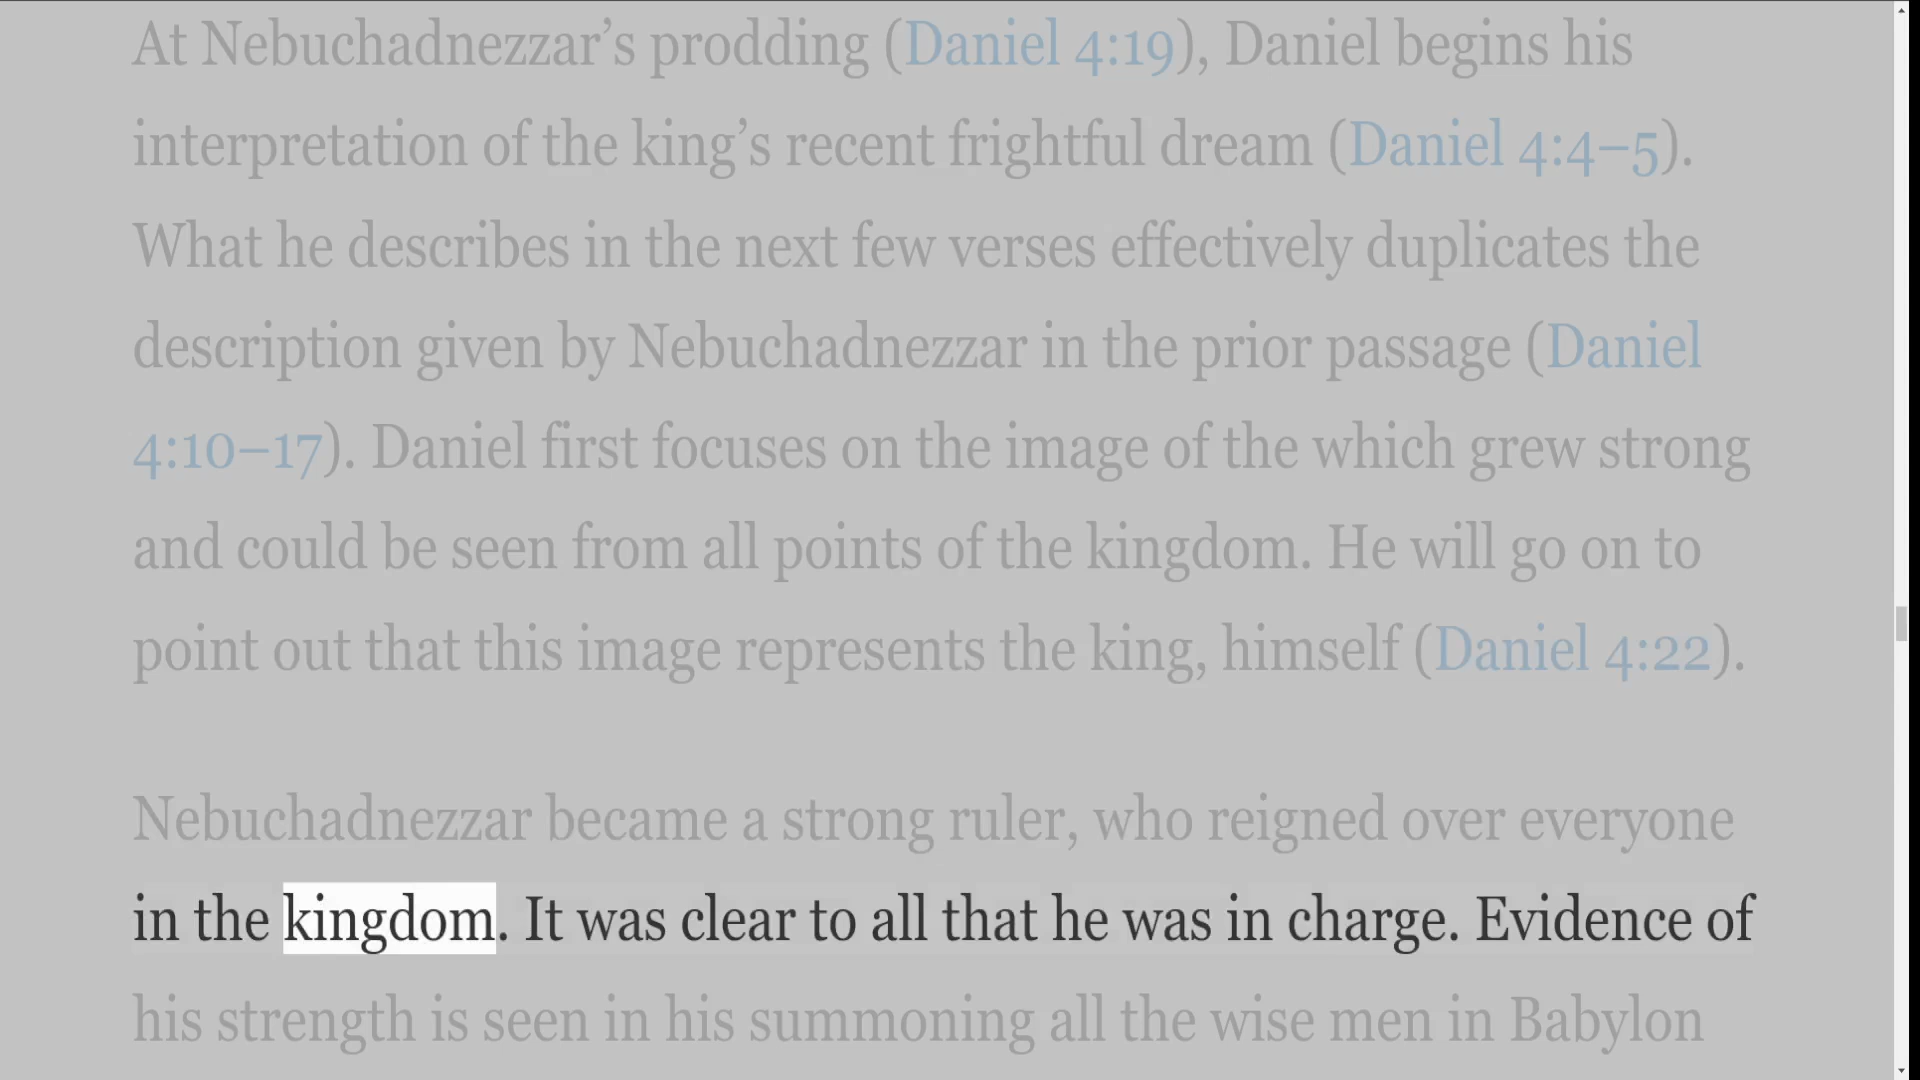 At Nebuchadnezzar’s prodding (Daniel 4:19), Daniel begins his
interpretation of the king’s recent frightful dream (Daniel 4:4–5).
What he describes in the next few verses effectively duplicates the
description given by Nebuchadnezzar in the prior passage (Daniel
4:10–17). Daniel first focuses on the image of the which grew strong
and could be seen from all points of the kingdom. He will go on to
point out that this image represents the king, himself (Daniel 4:22).
Nebuchadnezzar became a strong ruler, who reigned over everyone
in the kingdom. It was clear to all that he was in charge. Evidence of
his strength is seen in his summoning all the wise men in Babylon